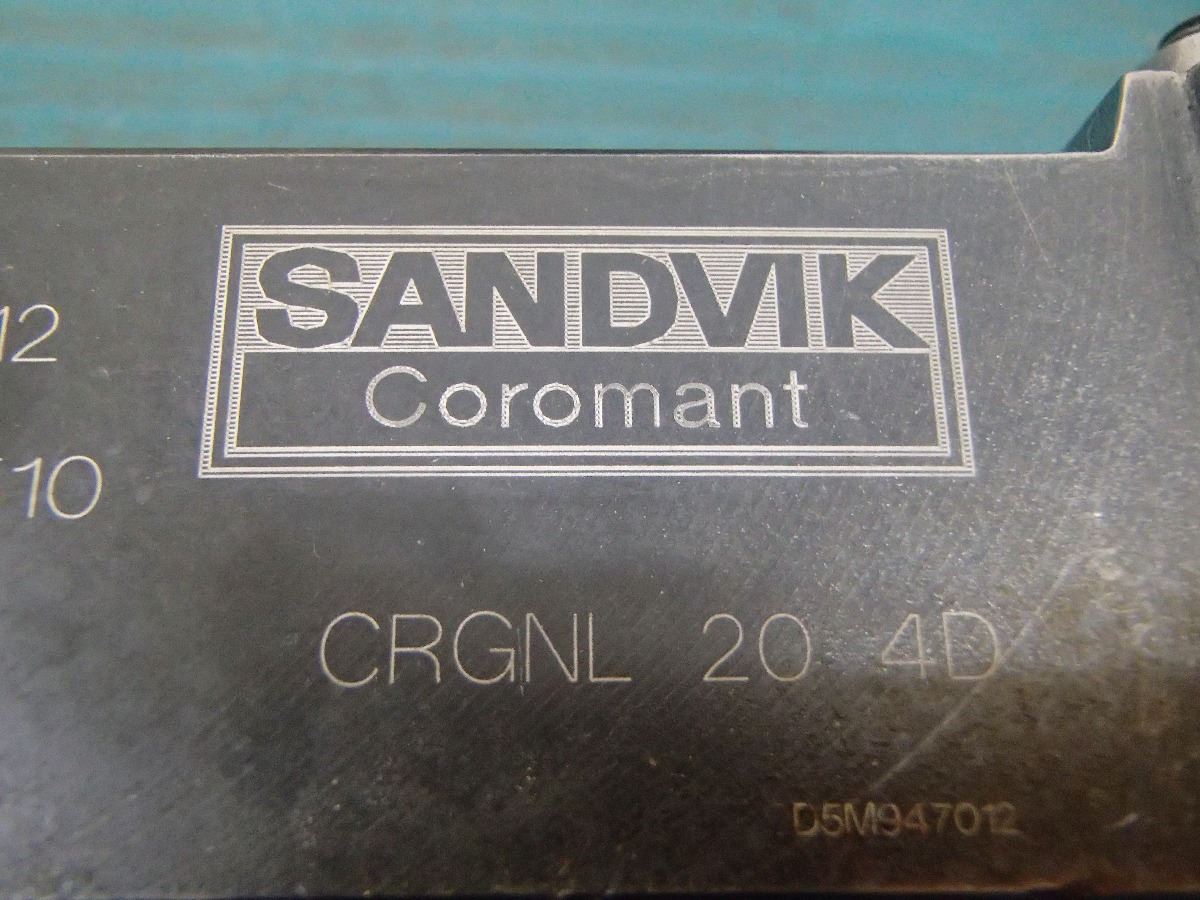 SANDVIK
Coromant
12
10
CRGNL 20 4D
D5M947012